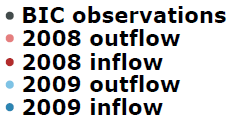 BIC observations
2008 outflow
2008 inflow
2009 outflow
2009 inflow